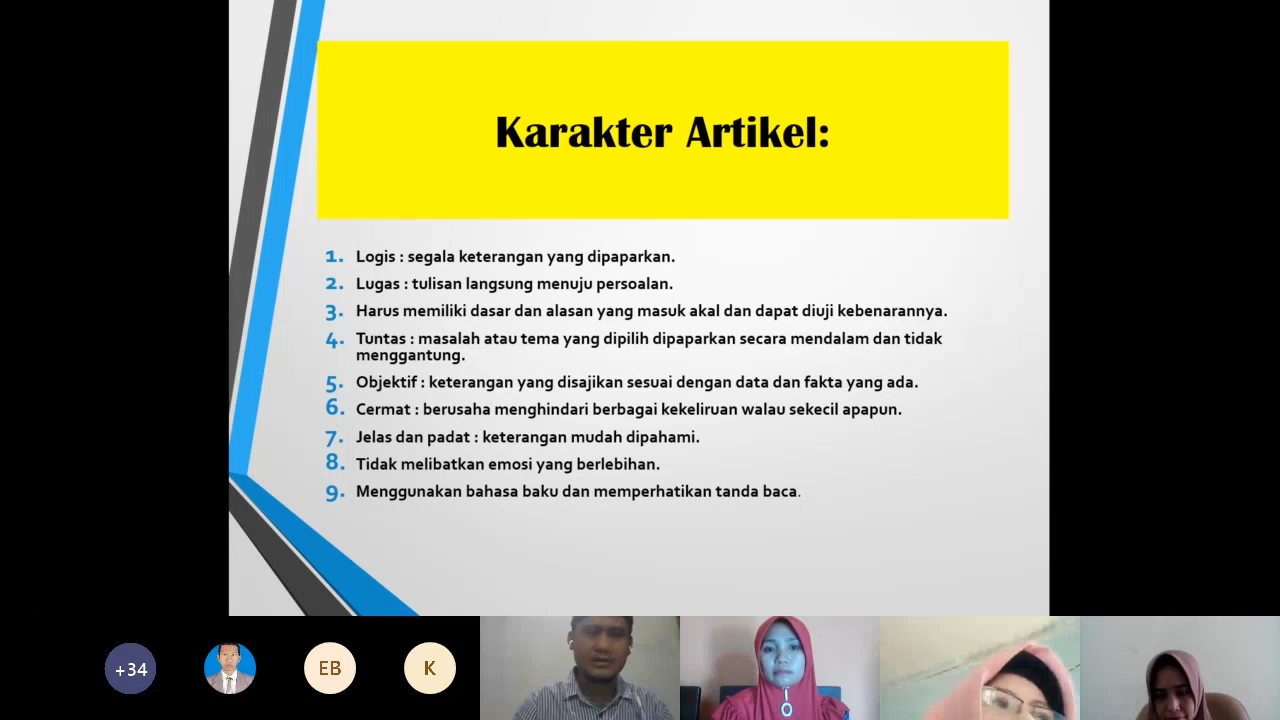 Karakter Artikel:
1. Logis : segala keterangan yang dipaparkan.
2. Lugas : tulisan langsung menuju persoalan.
3. Harus memiliki dasar dan alasan yang masuk akal dan dapat diuji kebenarannya.
4. Tuntas : masalah atau tema yang dipilih dipaparkan secara mendalam dan tidak
menggantung.
5. Objektif : keterangan yang disajikan sesuai dengan data dan fakta yang ada.
6. Cermat : berusaha menghindari berbagai kekeliruan walau sekecil apapun.
7. Jelas dan padat : keterangan mudah dipahami.
8. Tidak melibatkan emosi yang berlebihan.
9. Menggunakan bahasa baku dan memperhatikan tanda baca.
+34
EB
K